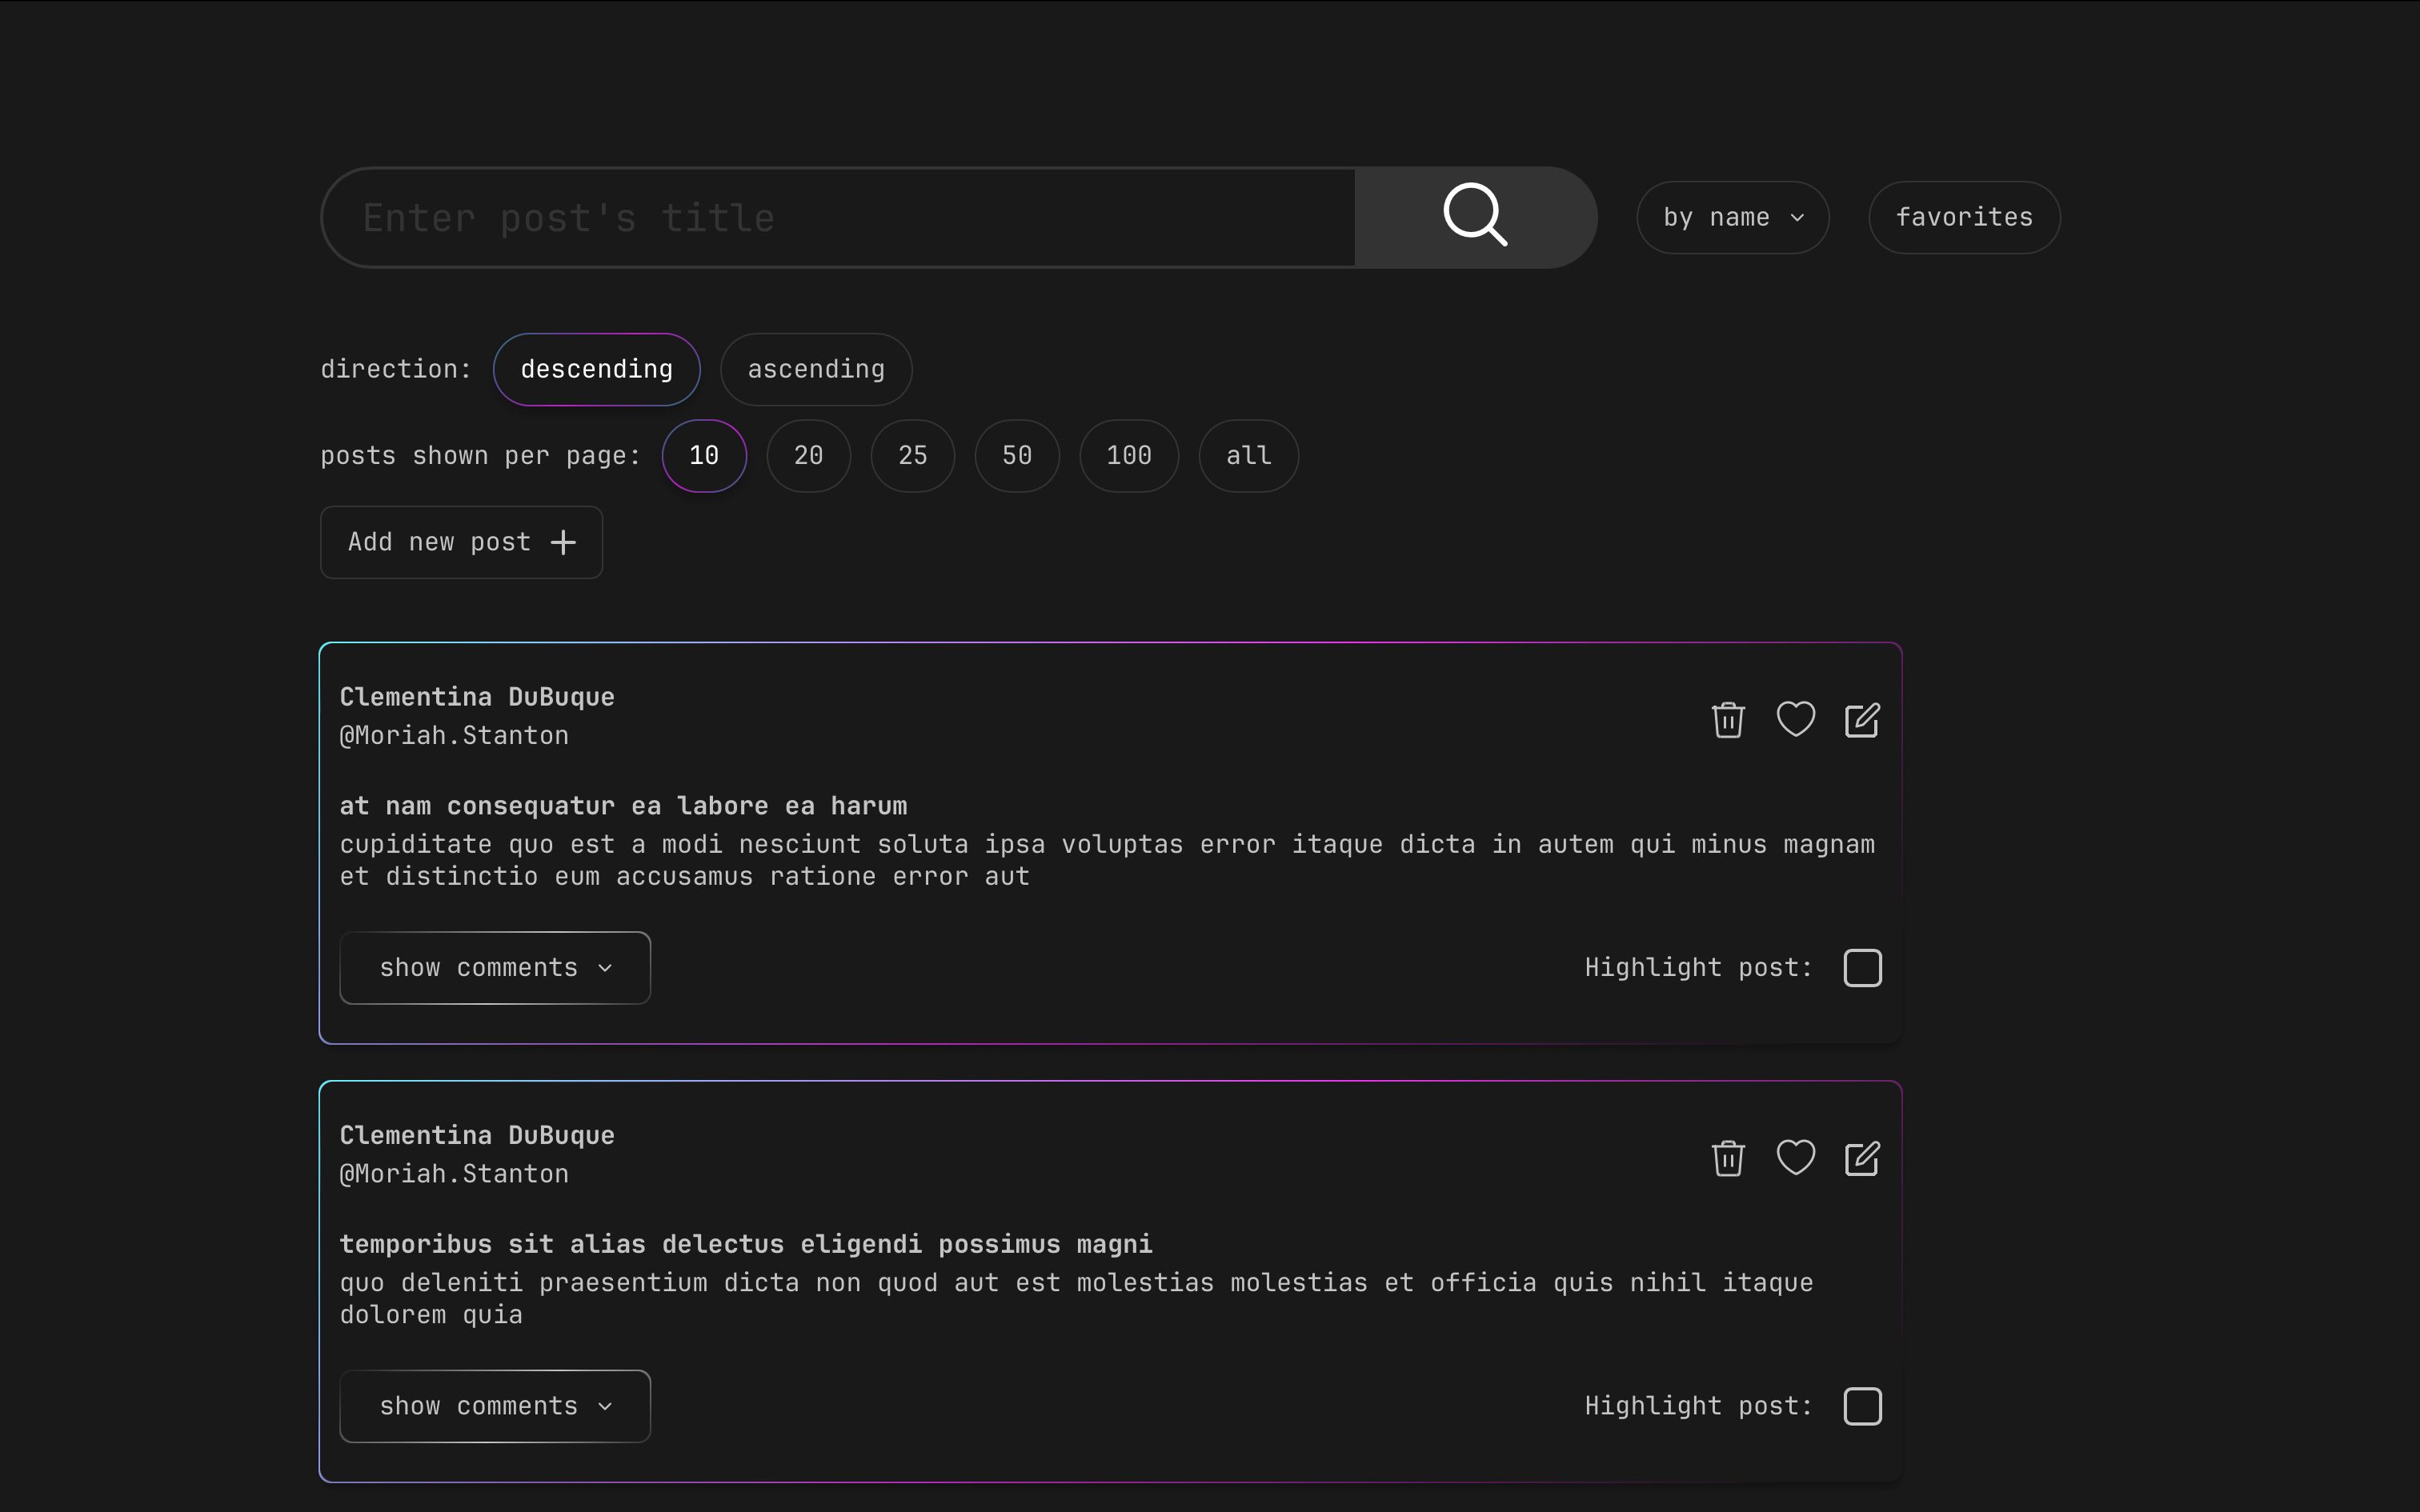 Enter post's title
by name
favorites
direction: descending ascending
posts shown per page: 10 20 25 50 100 all
Add new post +
Clementina DuBuque
@Moriah.Stanton
at nam consequatur ea labore ea harum
cupiditate quo est a modi nesciunt soluta ipsa voluptas error itaque dicta in autem qui minus magnam
et distinctio eum accusamus ratione error aut
show comments
Highlight post:
Clementina DuBuque
@Moriah.Stanton
temporibus sit alias delectus eligendi possimus magni
quo deleniti praesentium dicta non quod aut est molestias molestias et officia quis nihil itaque
dolorem quia
show comments
Highlight post: